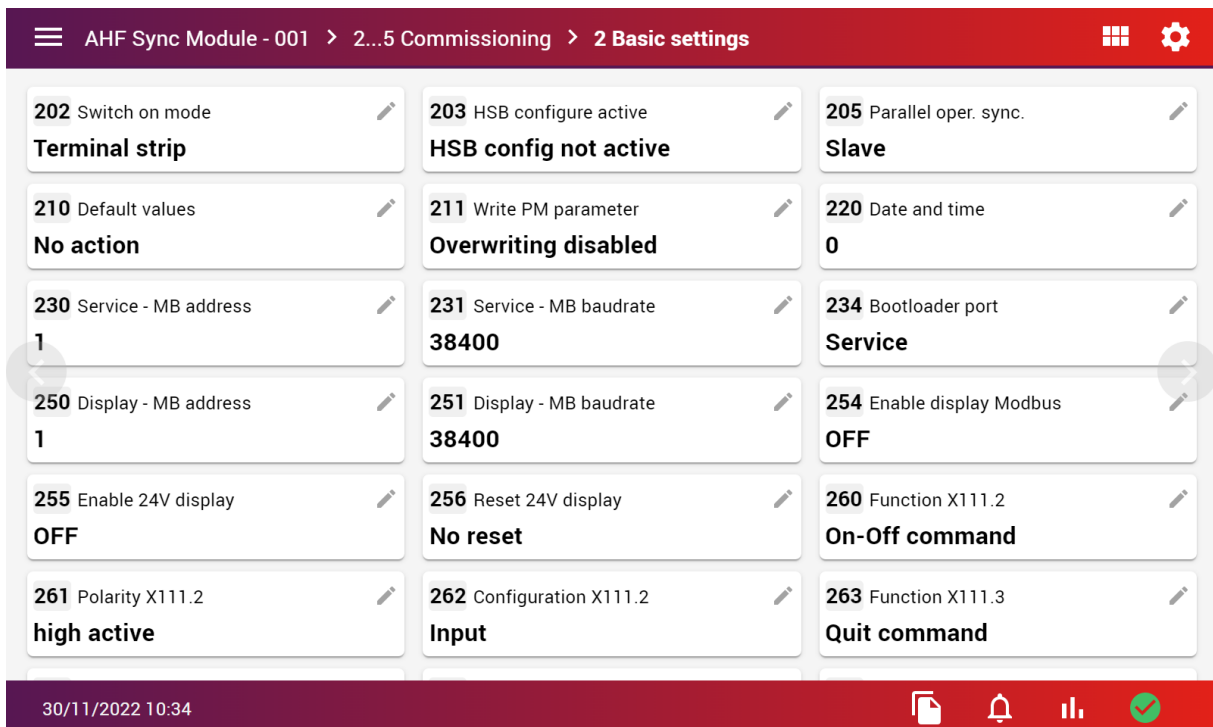 AHF Sync Module - 001 > 2...5 Commissioning > 2 Basic settings
202 Switch on mode
Terminal strip
203 HSB configure active
HSB config not active
205 Parallel oper. sync.
Slave
210 Default values
No action
211 Write PM parameter
Overwriting disabled
220 Date and time
0
230 Service - MB address
1
231 Service - MB baudrate
38400
234 Bootloader port
Service
250 Display - MB address
1
251 Display - MB baudrate
38400
254 Enable display Modbus
OFF
255 Enable 24V display
OFF
256 Reset 24V display
No reset
260 Function X111.2
On-Off command
261 Polarity X111.2
high active
262 Configuration X111.2
Input
263 Function X111.3
Quit command
30/11/2022 10:34